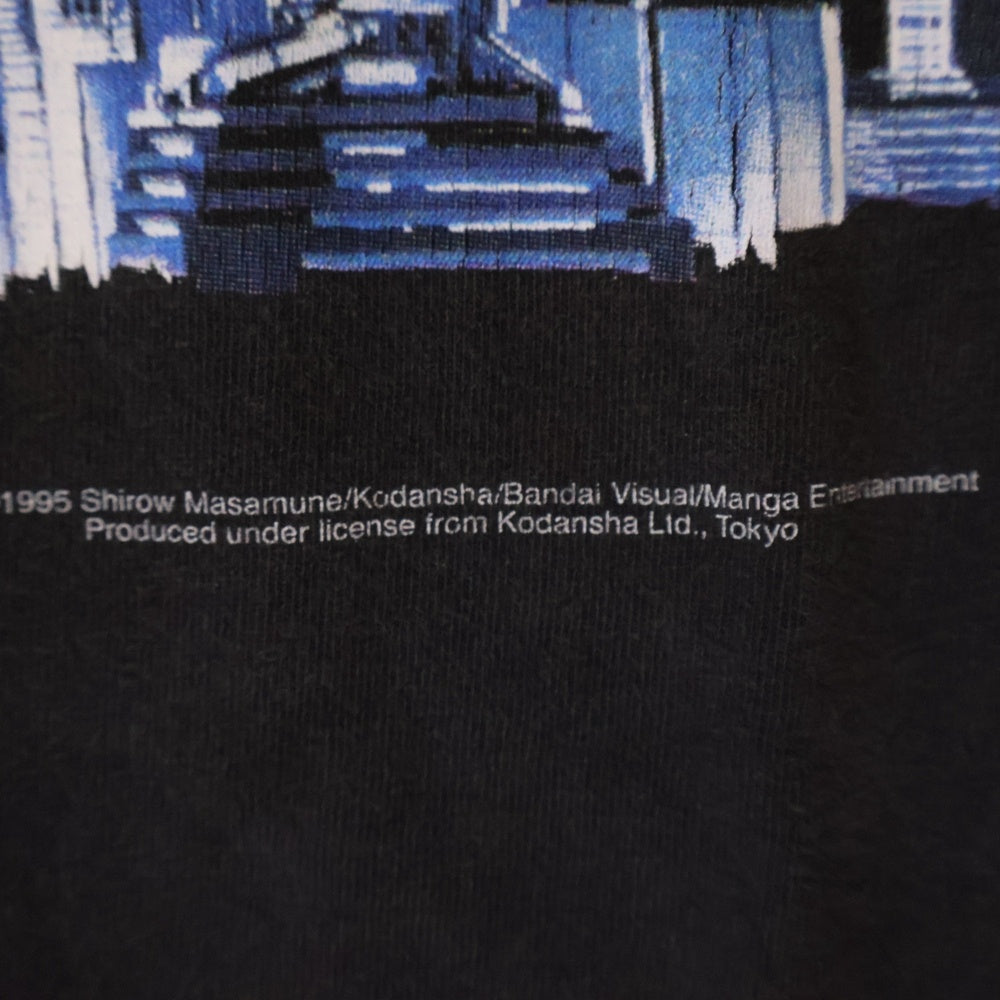 ©1995 Shirow Masamune/Kodansha/Bandai Visual/Manga Entertainment
Produced under license from Kodansha Ltd., Tokyo